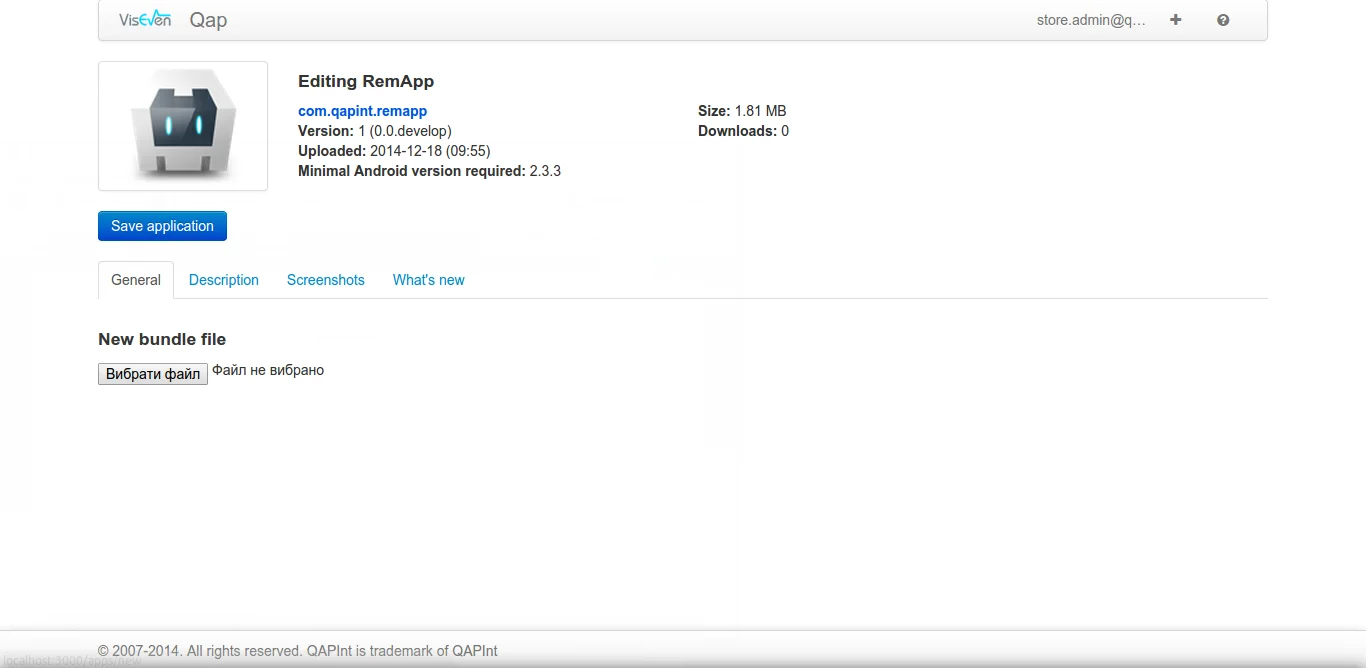 VisEven Qap store.admin@q...
Editing RemApp
com.qapint.remapp
Version: 1 (0.0.develop)
Uploaded: 2014-12-18 (09:55)
Minimal Android version required: 2.3.3
Size: 1.81 MB
Downloads: 0
Save application
General Description Screenshots What's new
New bundle file
Вибрати файл Файл не вибрано
© 2007-2014. All rights reserved. QAPInt is trademark of QAPInt
localhost:3000/apps/new